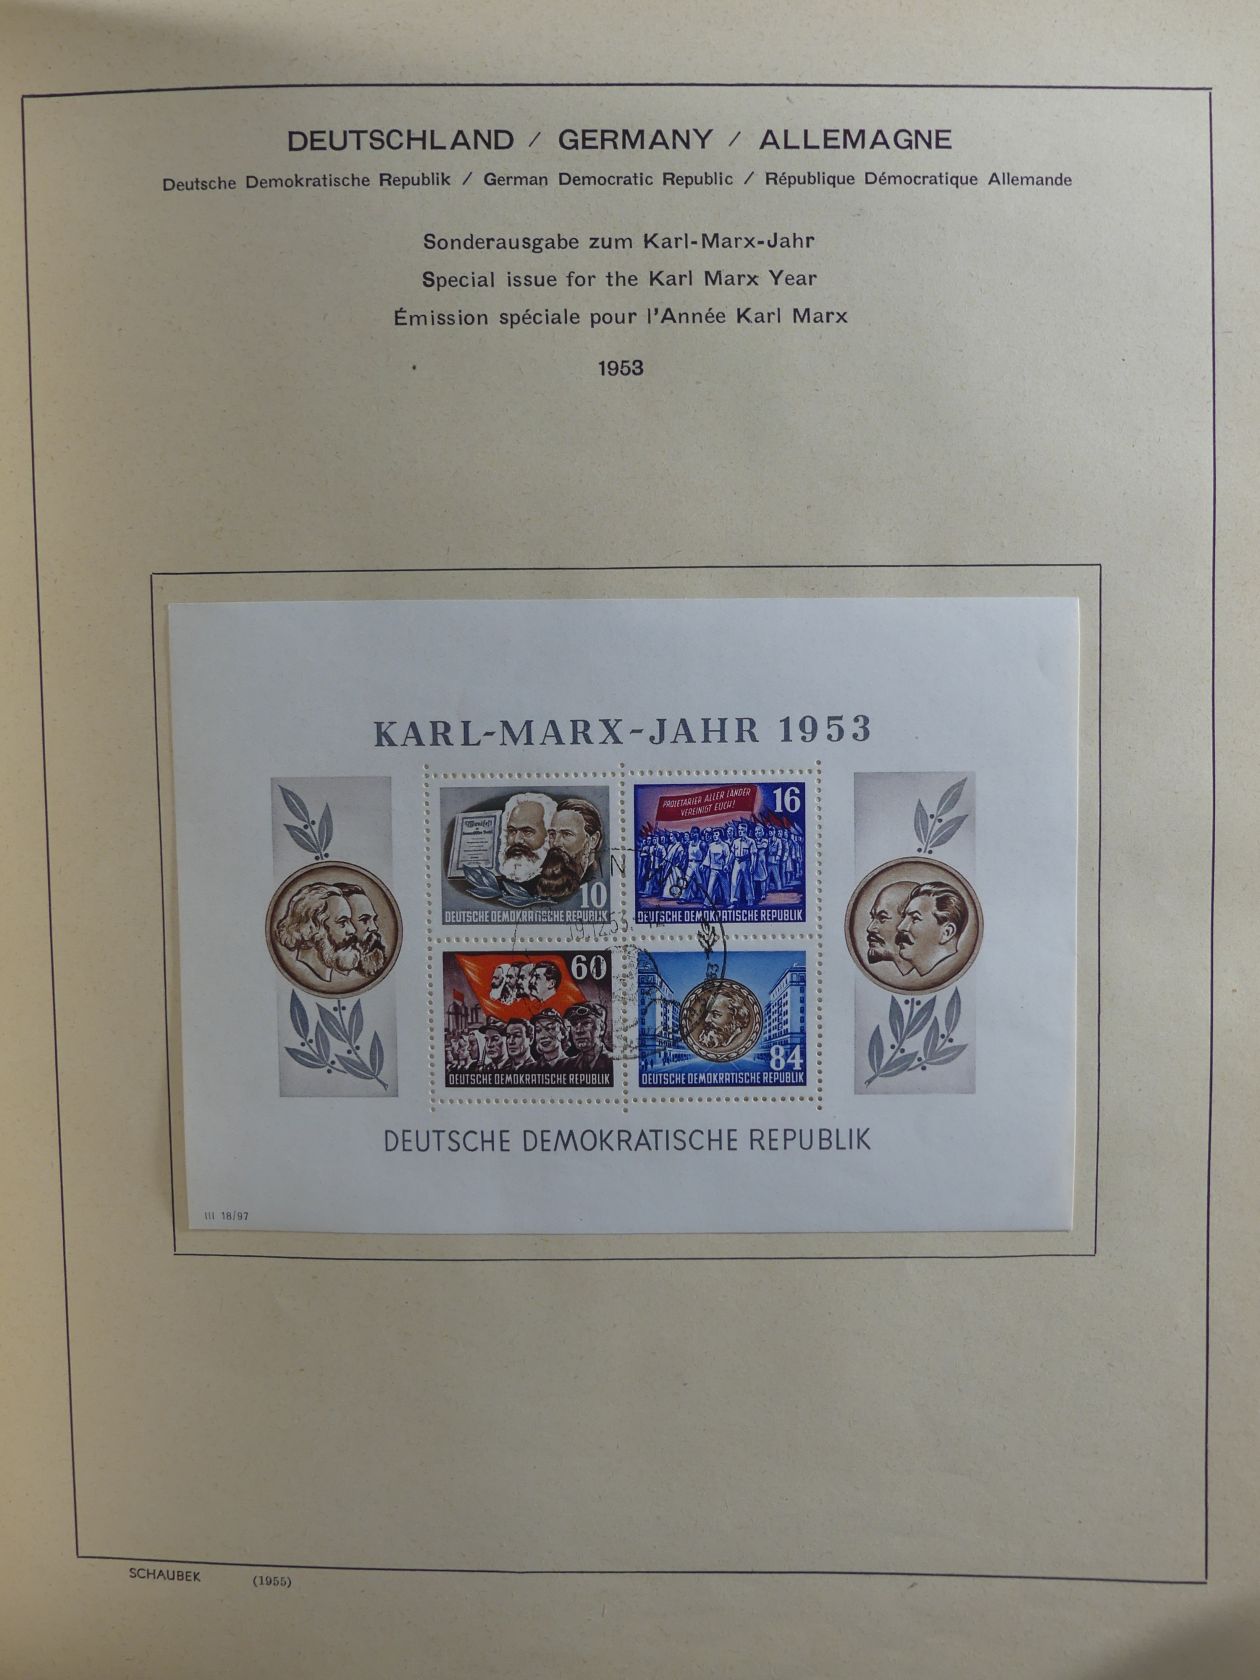 DEUTSCHLAND / GERMANY / ALLEMAGNE
Deutsche Demokratische Republik / German Democratic Republic / République Démocratique Allemande
Sonderausgabe zum Karl-Marx-Jahr
Special issue for the Karl Marx Year
Émission spéciale pour l'Année Karl Marx
1953
KARL-MARX-JAHR 1953
10
DEUTSCHE DEMOKRATISCHE REPUBLIK
PROLETARIER ALLER LÄNDER
VEREINIGT EUCH!
16
DEUTSCHE DEMOKRATISCHE REPUBLIK
19.12.53
60
DEUTSCHE DEMOKRATISCHE REPUBLIK
84
DEUTSCHE DEMOKRATISCHE REPUBLIK
DEUTSCHE DEMOKRATISCHE REPUBLIK
III 18/97
SCHAUBEK (1955)